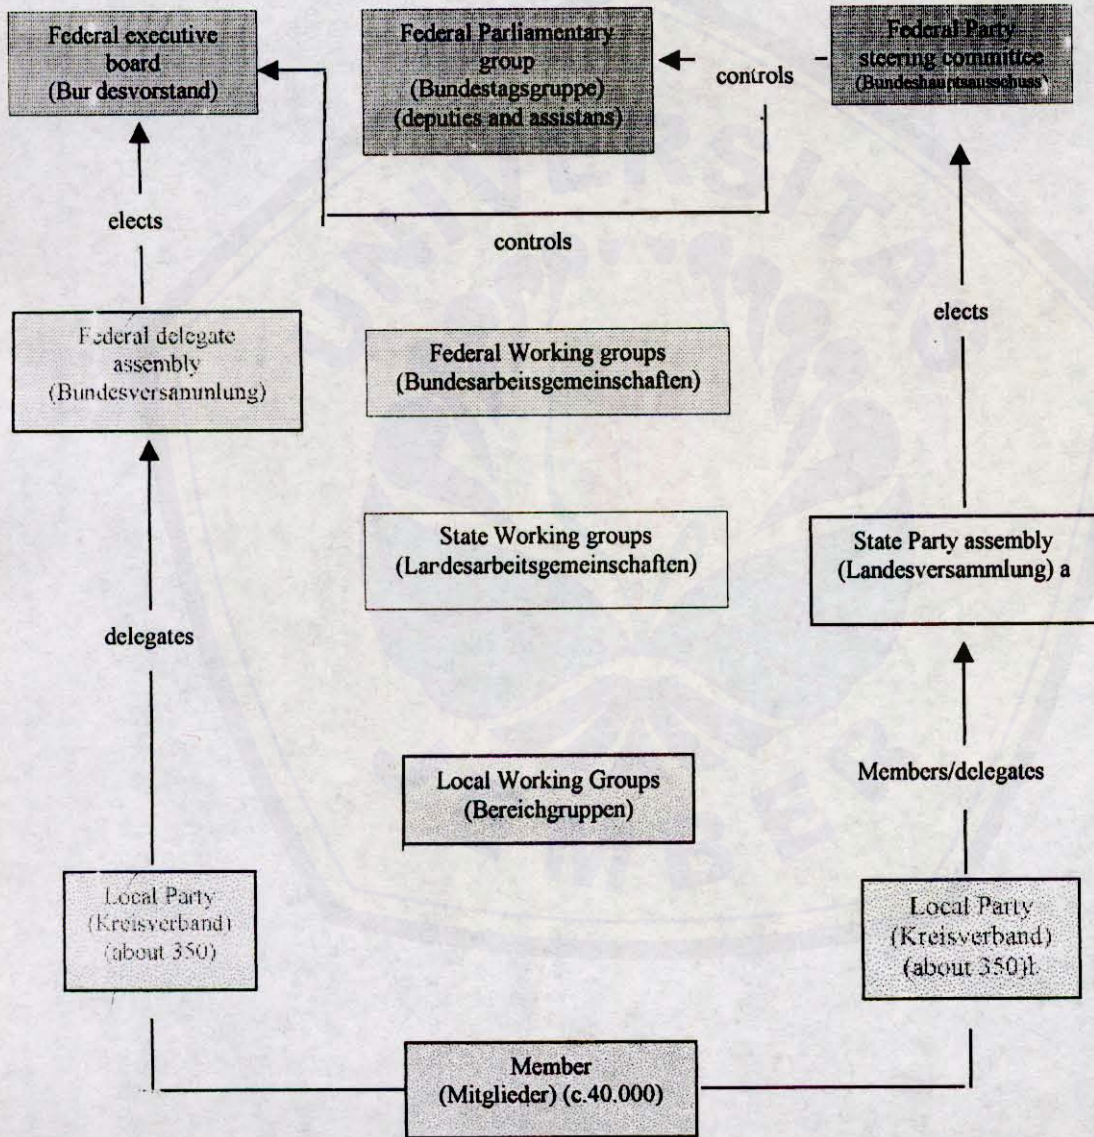 Federal executive
board
(Bur desvorstand)
Federal Parliamentary
group
(Bundestagsgruppe)
(deputies and assistans)
controls
Federal Party
steering committee
(Bundeshauptsausschuss)
elects
controls
elects
Federal delegate
assembly
(Bundesversammlung)
Federal Working groups
(Bundesarbeitsgemeinschaften)
State Working groups
(Lardesarbeitsgemeinschaften)
State Party assembly
(Landesversammlung) a
delegates
Members/delegates
Local Working Groups
(Bereichgruppen)
Local Party
(Kreisverband)
(about 350)
Local Party
(Kreisverband)
(about 350)b
Member
(Mitglieder) (c.40.000)
UNIVERSITAS
JEMBER